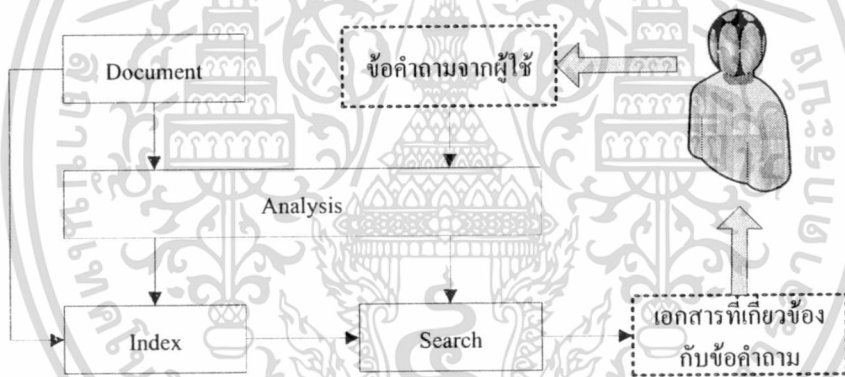 Document
ข้อคำถามจากผู้ใช้
Analysis
Index
Search
เอกสารที่เกี่ยวข้อง
กับข้อคำถาม